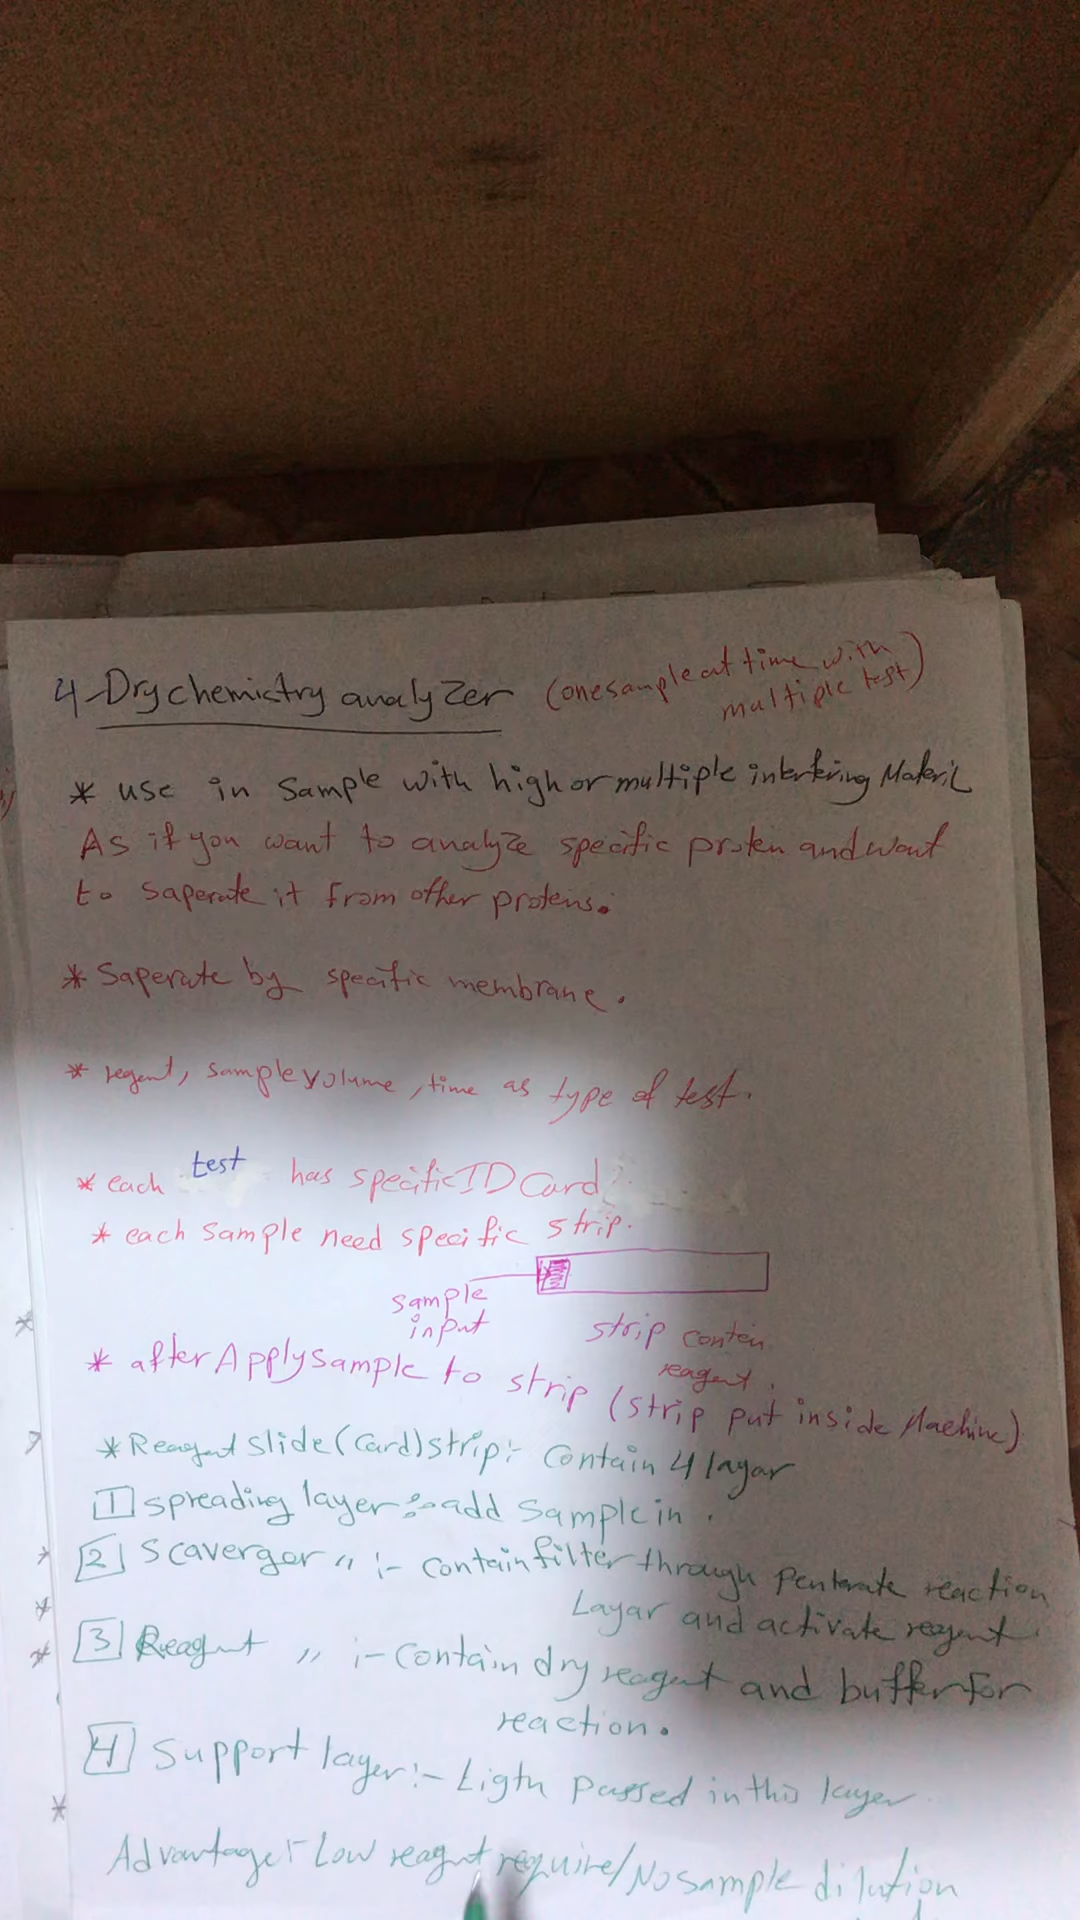 4-Dry chemistry analyzer (one sample at time with
multiple test)
* use in sample with high or multiple interfering Materil
As if you want to analyze specific proten and want
to saperate it from other protens.
* Saperate by specific membrane.
* regent, sample volume, time as type of test.
* each test has specific ID Card
* each sample need specific strip.
sample
input
strip conten
reagent.
* after Apply sample to strip (strip put inside Machine)
* Reagent slide (card) strip:- contain 4 layar
1 spreading layer:- add sample in.
2 Scaverger " :- contain filter through penterate reaction
Layar and activate reagent.
3 Reagent " :- contain dry reagent and buffer for
reaction.
4 Support layer:- Ligth passed in this layer
Advantage:- Low reagent require/No sample dilution